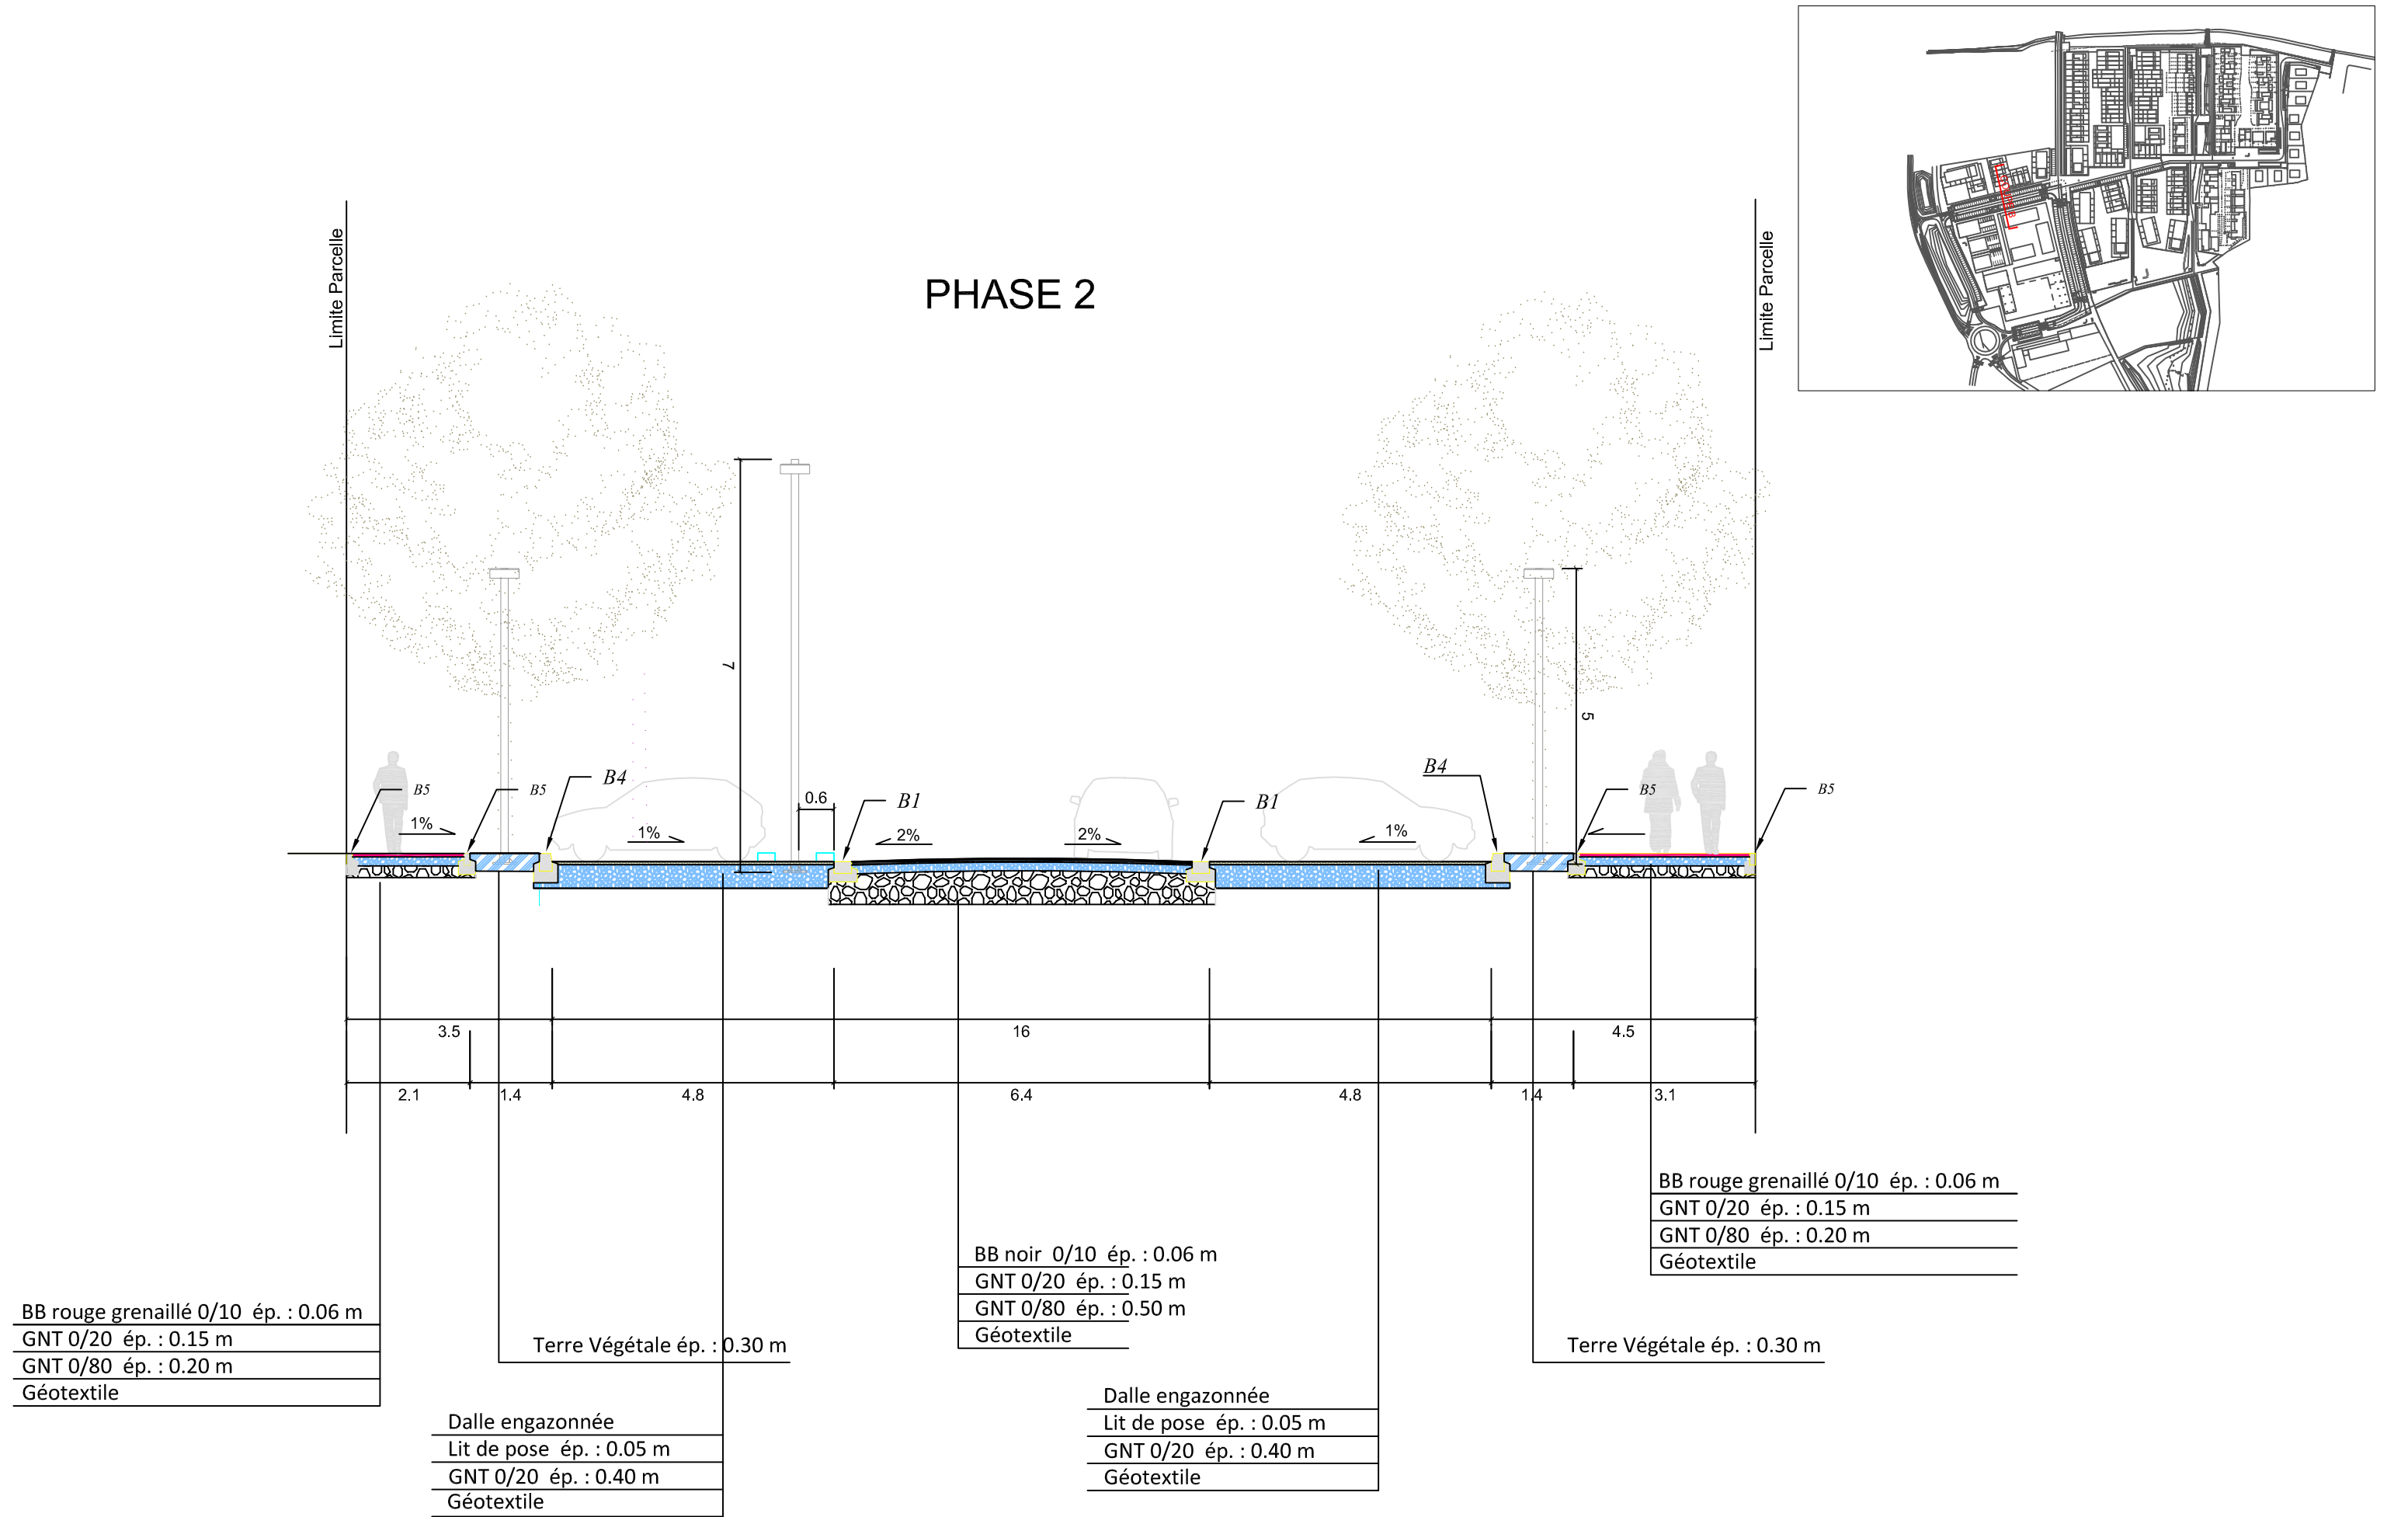 PHASE 2
Limite Parcelle
Limite Parcelle
7
5
0.6
B5
B5
B4
B1
B1
B4
B5
B5
1%
1%
2%
2%
1%
3.5
16
4.5
2.1
1.4
4.8
6.4
4.8
1.4
3.1
BB rouge grenaillé 0/10 ép. : 0.06 m
GNT 0/20 ép. : 0.15 m
GNT 0/80 ép. : 0.20 m
Géotextile
Terre Végétale ép. : 0.30 m
Dalle engazonnée
Lit de pose ép. : 0.05 m
GNT 0/20 ép. : 0.40 m
Géotextile
BB noir 0/10 ép. : 0.06 m
GNT 0/20 ép. : 0.15 m
GNT 0/80 ép. : 0.50 m
Géotextile
Dalle engazonnée
Lit de pose ép. : 0.05 m
GNT 0/20 ép. : 0.40 m
Géotextile
Terre Végétale ép. : 0.30 m
BB rouge grenaillé 0/10 ép. : 0.06 m
GNT 0/20 ép. : 0.15 m
GNT 0/80 ép. : 0.20 m
Géotextile